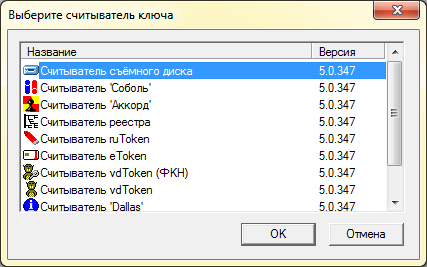 Выберите считыватель ключа
Название Версия
Считыватель съёмного диска 5.0.347
Считыватель 'Соболь' 5.0.347
Считыватель 'Аккорд' 5.0.347
Считыватель реестра 5.0.347
Считыватель ruToken 5.0.347
Считыватель eToken 5.0.347
Считыватель vdToken (ФКН) 5.0.347
Считыватель vdToken 5.0.347
Считыватель 'Dallas' 5.0.347
OK Отмена